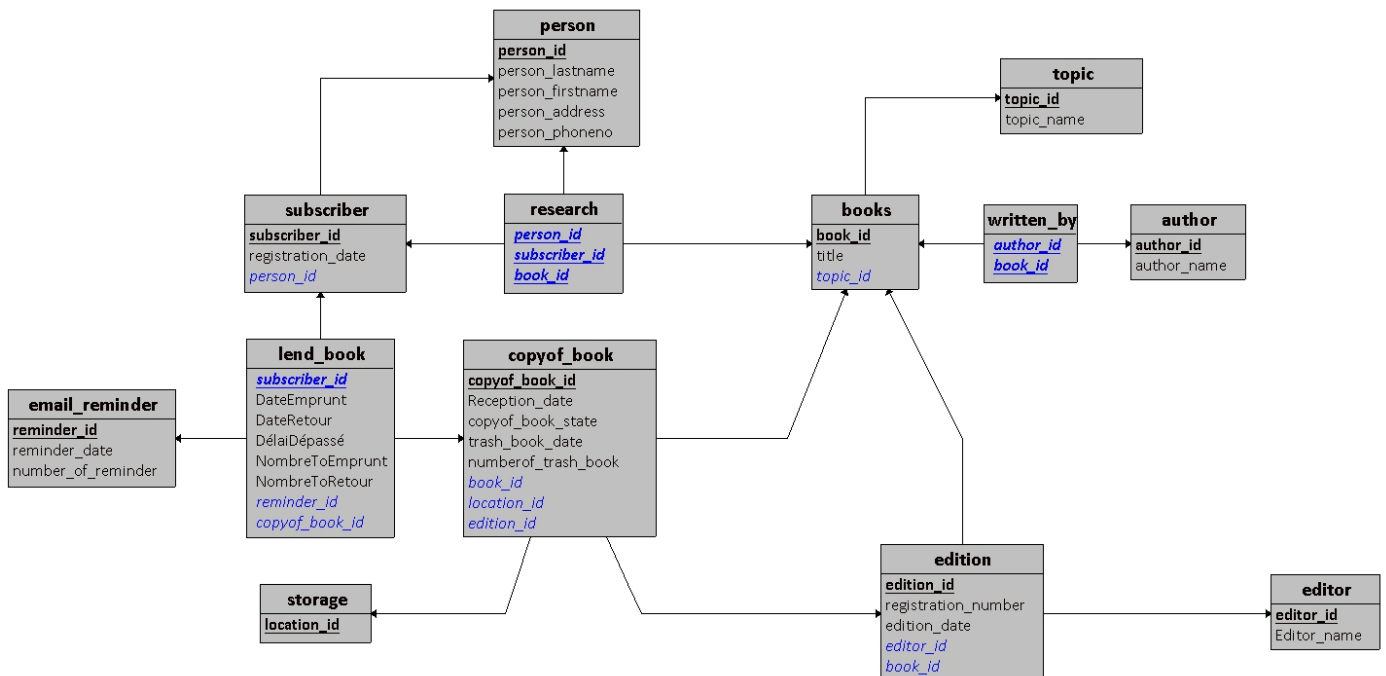 person
person_id
person_lastname
person_firstname
person_address
person_phoneno
topic
topic_id
topic_name
subscriber
subscriber_id
registration_date
person_id
research
person_id
subscriber_id
book_id
books
book_id
title
topic_id
written_by
author_id
book_id
author
author_id
author_name
email_reminder
reminder_id
reminder_date
number_of_reminder
lend_book
subscriber_id
DateEmprunt
DateRetour
DélaiDépassé
NombreToEmprunt
NombreToRetour
reminder_id
copyof_book_id
copyof_book
copyof_book_id
Reception_date
copyof_book_state
trash_book_date
numberof_trash_book
book_id
location_id
edition_id
storage
location_id
edition
edition_id
registration_number
edition_date
editor_id
book_id
editor
editor_id
Editor_name